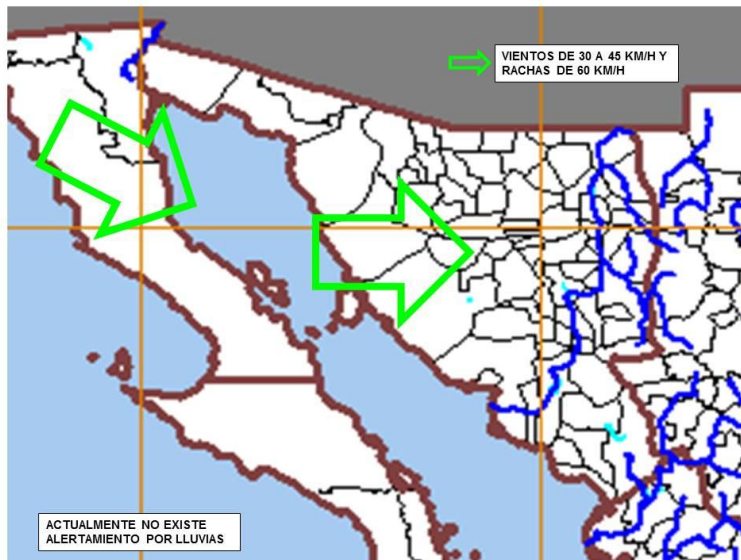 VIENTOS DE 30 A 45 KM/H Y
RACHAS DE 60 KM/H
ACTUALMENTE NO EXISTE
ALERTAMIENTO POR LLUVIAS